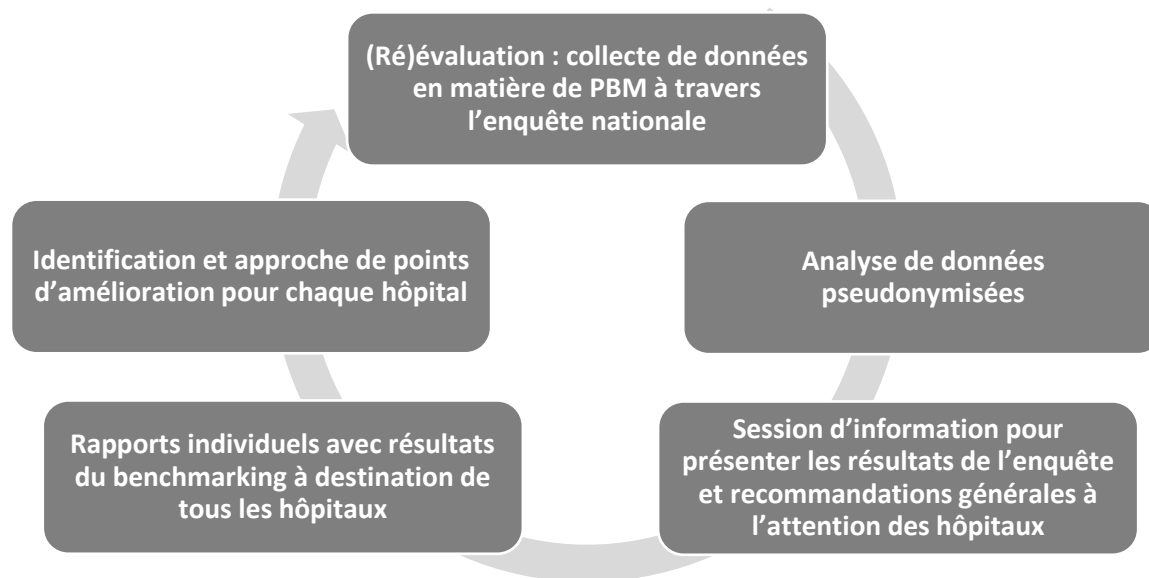 (Ré)évaluation : collecte de données
en matière de PBM à travers
l’enquête nationale
Analyse de données
pseudonymisées
Session d’information pour
présenter les résultats de l’enquête
et recommandations générales à
l’attention des hôpitaux
Rapports individuels avec résultats
du benchmarking à destination de
tous les hôpitaux
Identification et approche de points
d’amélioration pour chaque hôpital